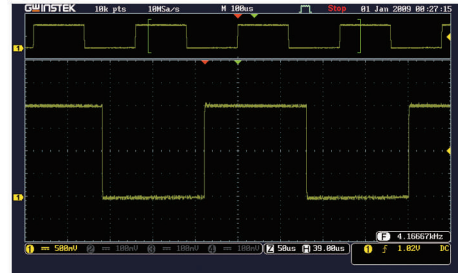 GWINSTEK 10k pts 10MSa/s M 100us Stop 01 Jan 2009 00:27:15
1
1
F 4.16667kHz
1 500mV 2 100mV 3 100mV 4 100mV Z 50us H 39.00us 1 1.02V DC